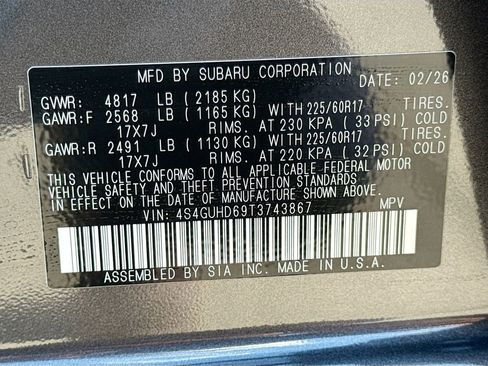 MFD BY SUBARU CORPORATION DATE: 02/26
GVWR: 4817 LB (2185 KG)
GAWR:F 2568 LB (1165 KG) WITH 225/60R17 TIRES.
17X7J RIMS. AT 230 KPA (33 PSI) COLD
GAWR:R 2491 LB (1130 KG) WITH 225/60R17 TIRES.
17X7J RIMS. AT 220 KPA (32 PSI) COLD
THIS VEHICLE CONFORMS TO ALL APPLICABLE FEDERAL MOTOR
VEHICLE SAFETY AND THEFT PREVENTION STANDARDS
IN EFFECT ON THE DATE OF MANUFACTURE SHOWN ABOVE.
VIN: 4S4GUHD69T3743867 MPV
ASSEMBLED BY SIA INC. MADE IN U.S.A.